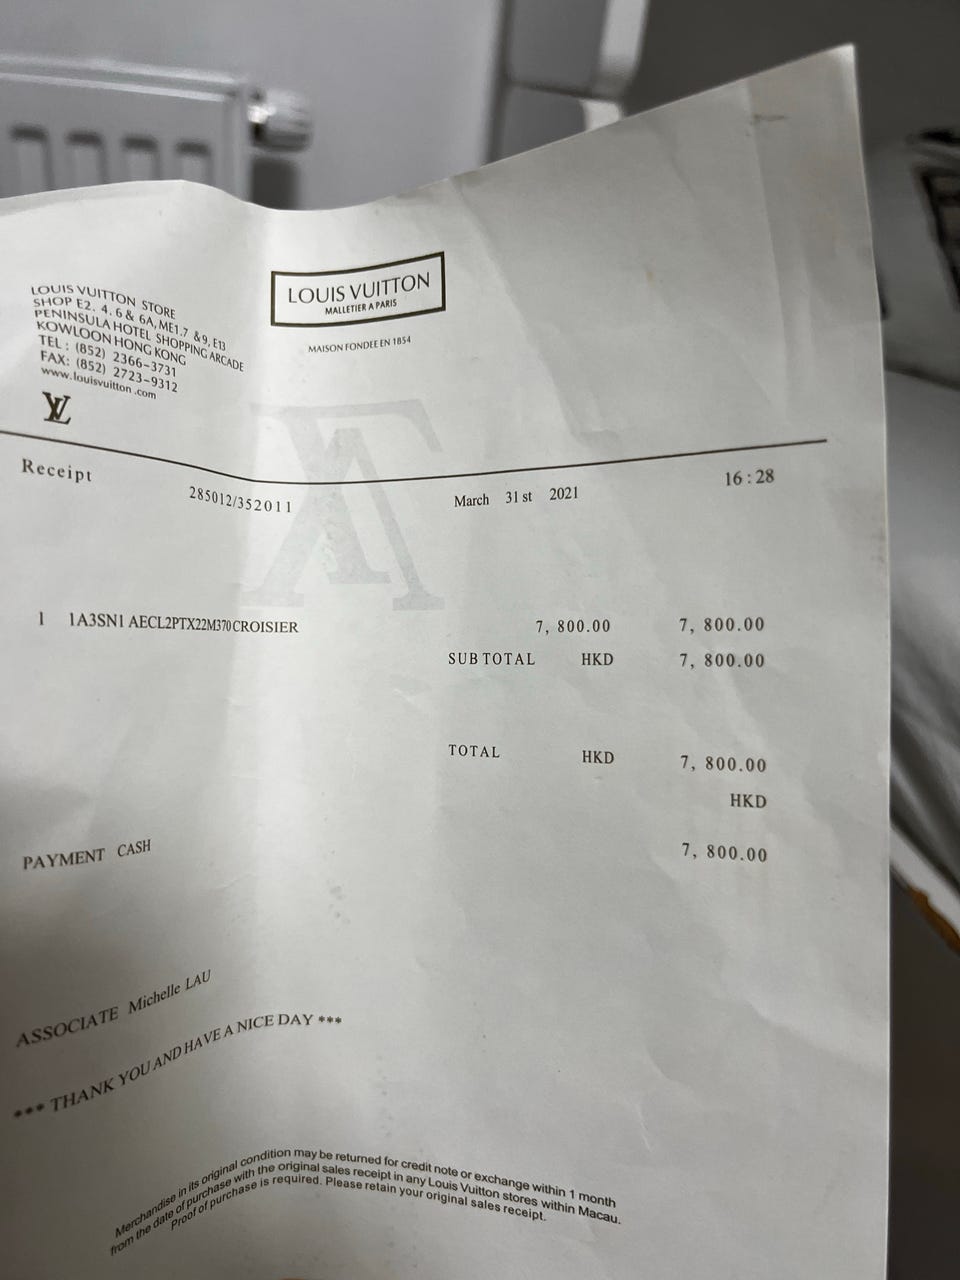 LOUIS VUITTON STORE
SHOP E2. 4. 6 & 6A, ME1.7 & 9, E13
PENINSULA HOTEL SHOPPING ARCADE
KOWLOON HONG KONG
TEL : (852) 2366-3731
FAX: (852) 2723-9312
www.louisvuitton .com
LV
LOUIS VUITTON
MALLETIER A PARIS
MAISON FONDEE EN 1854
Receipt 285012/352011 March 31 st 2021 16 : 28
1 1A3SN1 AECL2PTX22M370 CROISIER 7, 800.00 7, 800.00
SUB TOTAL HKD 7, 800.00
TOTAL HKD 7, 800.00
HKD
PAYMENT CASH 7, 800.00
ASSOCIATE Michelle LAU
*** THANK YOU AND HAVE A NICE DAY ***
Merchandise in its original condition may be returned for credit note or exchange within 1 month
from the date of purchase with the original sales receipt in any Louis Vuitton stores within Macau.
Proof of purchase is required. Please retain your original sales receipt.